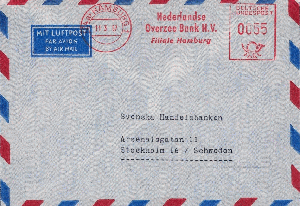 MIT LUFTPOST
PAR AVION
BY AIR MAIL
HAMBURG
Nederlandse
Overzee Bank N.V.
Filiale Hamburg
DEUTSCHE
BUNDESPOST
0055
Svenska Handelsbanken
Arsenalsgatan 11
Stockholm 16 / Schweden